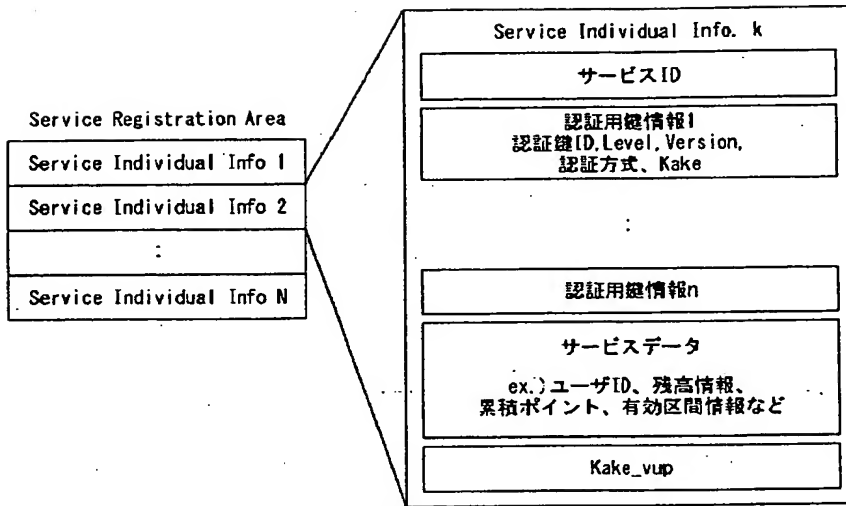 Service Registration Area
Service Individual Info 1
Service Individual Info 2
:
Service Individual Info N
Service Individual Info. k
サービスID
認証用鍵情報1
認証鍵ID,Level,Version,
認証方式、Kake
:
認証用鍵情報n
サービスデータ
ex.)ユーザID、残高情報、
累積ポイント、有効区間情報など
Kake_vup